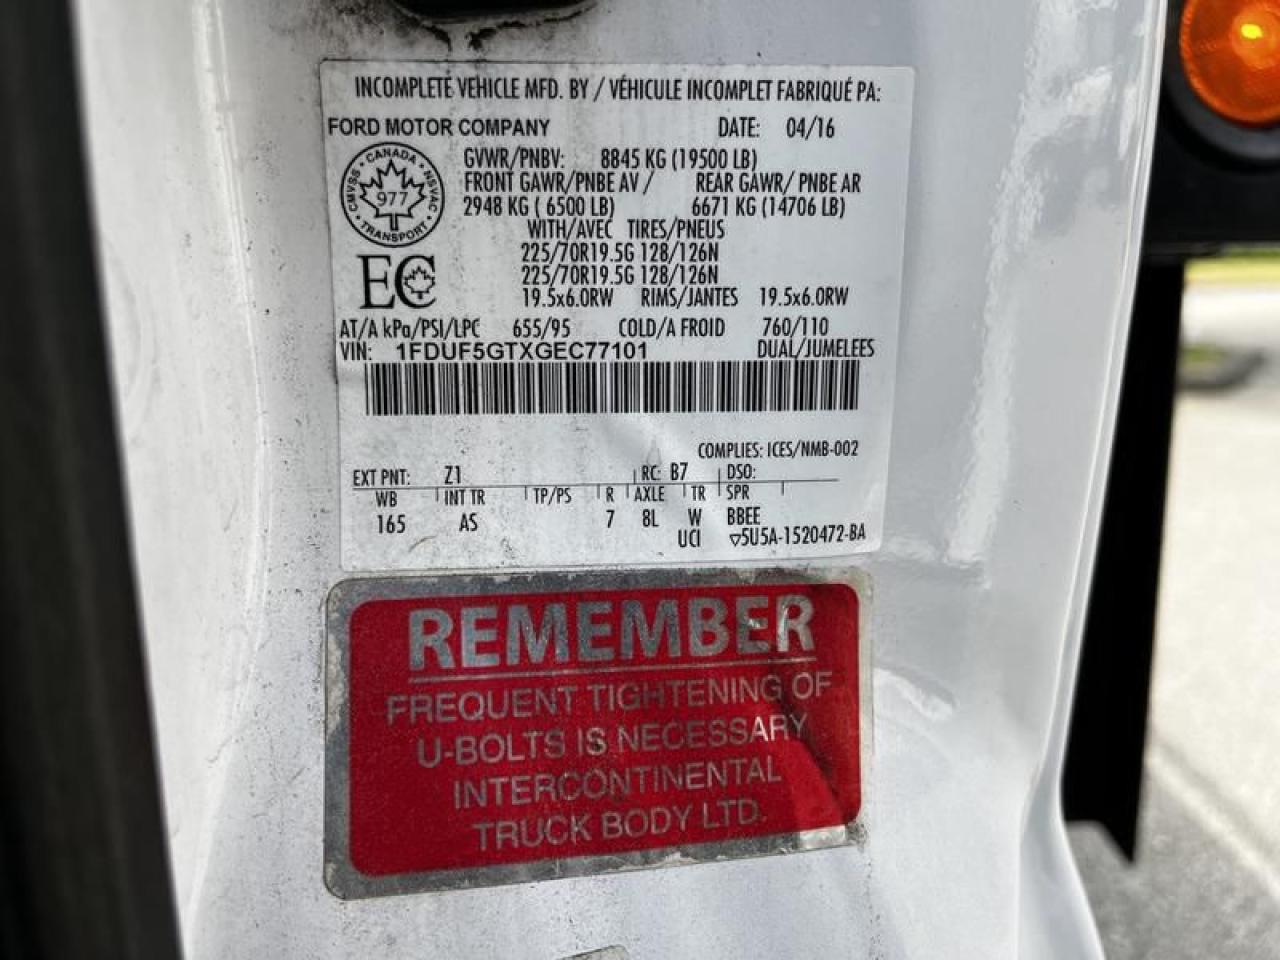 INCOMPLETE VEHICLE MFD. BY / VÉHICULE INCOMPLET FABRIQUÉ PA:
FORD MOTOR COMPANY DATE: 04/16
CANADA CMVSS NSVAC 977 TRANSPORT
GVWR/PNBV: 8845 KG (19500 LB)
FRONT GAWR/PNBE AV / REAR GAWR/ PNBE AR
2948 KG ( 6500 LB) 6671 KG (14706 LB)
WITH/AVEC TIRES/PNEUS
225/70R19.5G 128/126N
EC
225/70R19.5G 128/126N
19.5x6.0RW RIMS/JANTES 19.5x6.0RW
AT/A kPa/PSI/LPC 655/95 COLD/A FROID 760/110
VIN: 1FDUF5GTXGEC77101 DUAL/JUMELEES
COMPLIES: ICES/NMB-002
EXT PNT: Z1 RC: B7 DSO:
WB INT TR TP/PS R AXLE TR SPR
165 AS 7 8L W BBEE
UCI ▽5U5A-1520472-BA
REMEMBER
FREQUENT TIGHTENING OF
U-BOLTS IS NECESSARY
INTERCONTINENTAL
TRUCK BODY LTD.